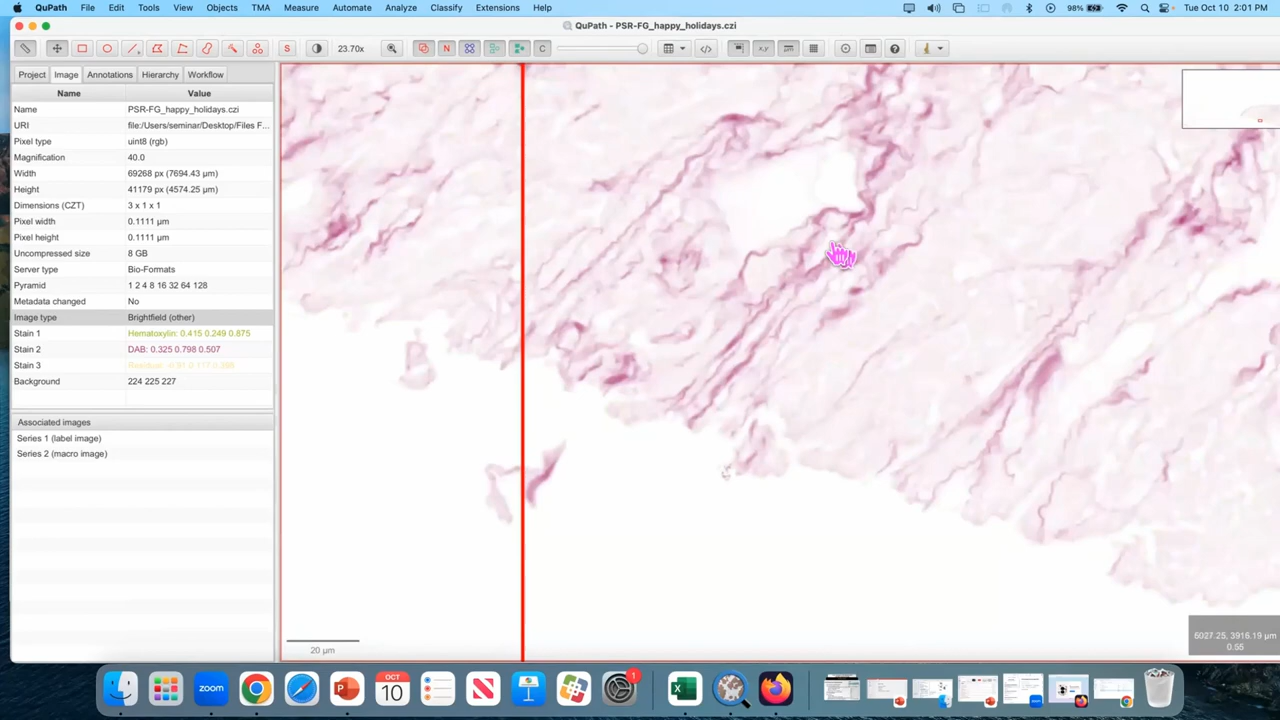 QuPath File Edit Tools View Objects TMA Measure Automate Analyze Classify Extensions Help 98% Tue Oct 10 2:01 PM
QuPath - PSR-FG_happy_holidays.czi
N S 23.70x N C x,y
Project Image Annotations Hierarchy Workflow
Name Value
Name PSR-FG_happy_holidays.czi
URI file:/Users/seminar/Desktop/Files F...
Pixel type uint8 (rgb)
Magnification 40.0
Width 69268 px (7694.43 µm)
Height 41179 px (4574.25 µm)
Dimensions (CZT) 3 x 1 x 1
Pixel width 0.1111 µm
Pixel height 0.1111 µm
Uncompressed size 8 GB
Server type Bio-Formats
Pyramid 1 2 4 8 16 32 64 128
Metadata changed No
Image type Brightfield (other)
Stain 1 Hematoxylin: 0.415 0.249 0.875
Stain 2 DAB: 0.325 0.798 0.507
Stain 3
Background 224 225 227
Associated images
Series 1 (label image)
Series 2 (macro image)
20 µm
6027.25, 3916.19 µm
0.55
OCT
10
zoom
1